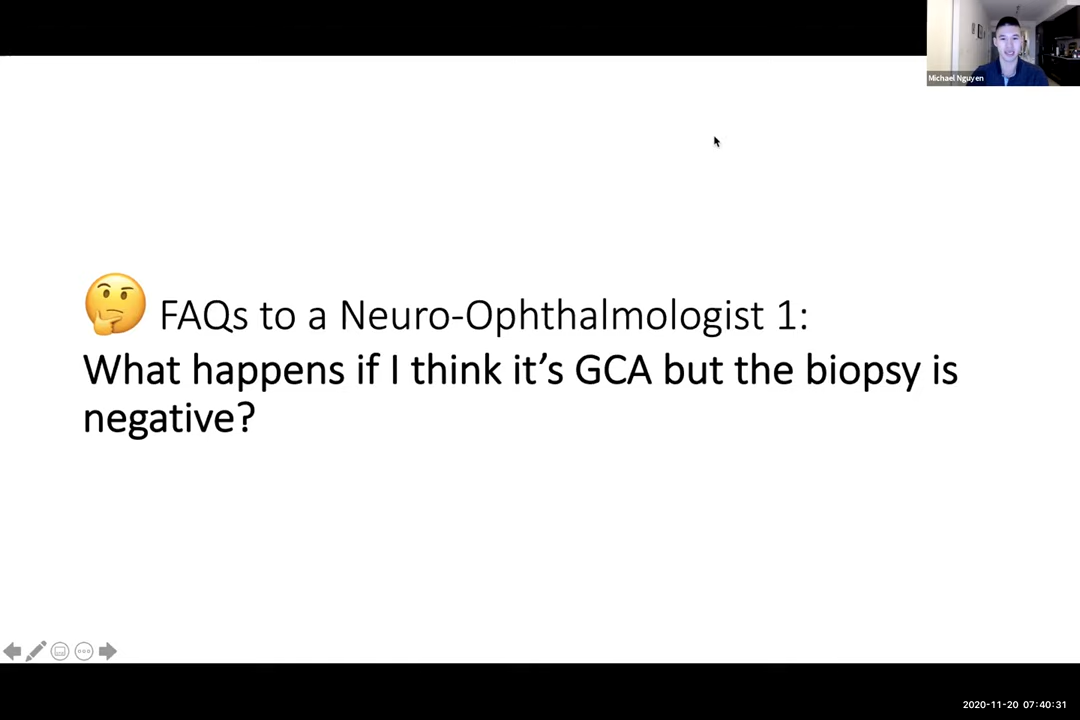 Michael Nguyen
FAQs to a Neuro-Ophthalmologist 1:
What happens if I think it’s GCA but the biopsy is
negative?
2020-11-20 07:40:31